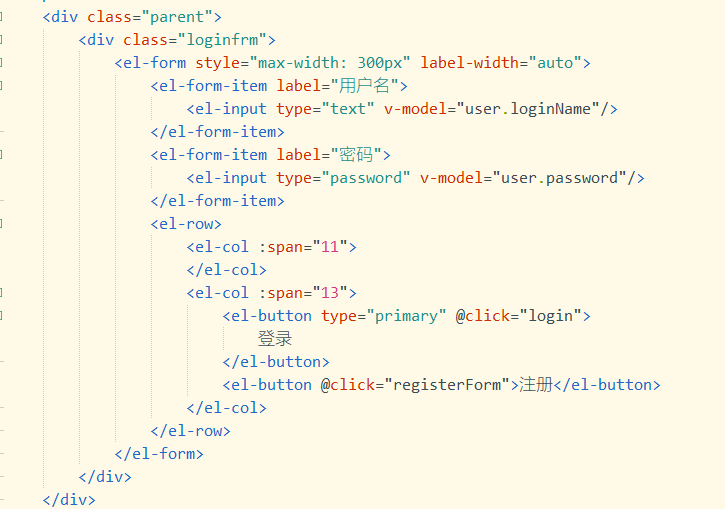 <div class="parent">
<div class="loginfrm">
<el-form style="max-width: 300px" label-width="auto">
<el-form-item label="用户名">
<el-input type="text" v-model="user.loginName"/>
</el-form-item>
<el-form-item label="密码">
<el-input type="password" v-model="user.password"/>
</el-form-item>
<el-row>
<el-col :span="11">
</el-col>
<el-col :span="13">
<el-button type="primary" @click="login">
登录
</el-button>
<el-button @click="registerForm">注册</el-button>
</el-col>
</el-row>
</el-form>
</div>
</div>